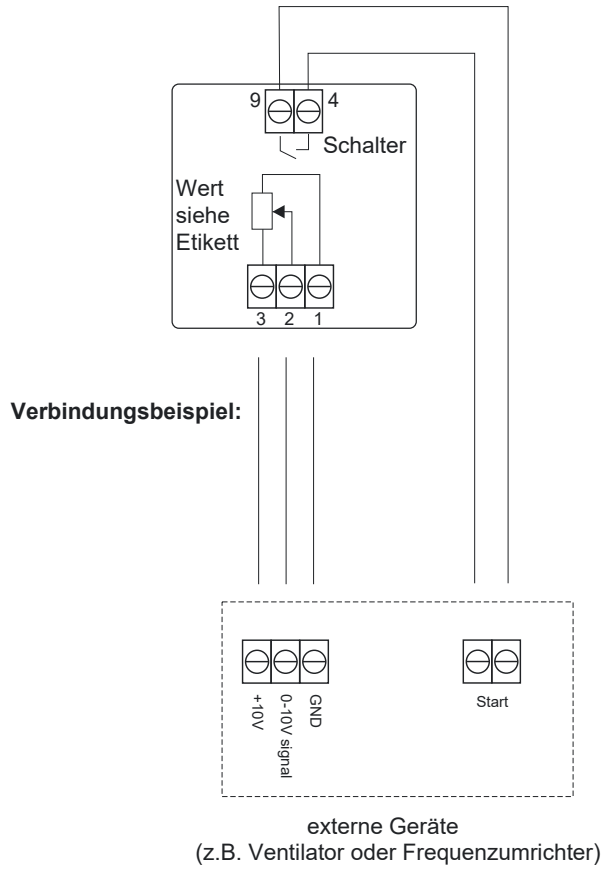 9 4
Schalter
Wert
siehe
Etikett
3 2 1
Verbindungsbeispiel:
+10V
0-10V signal
GND
Start
externe Geräte
(z.B. Ventilator oder Frequenzumrichter)